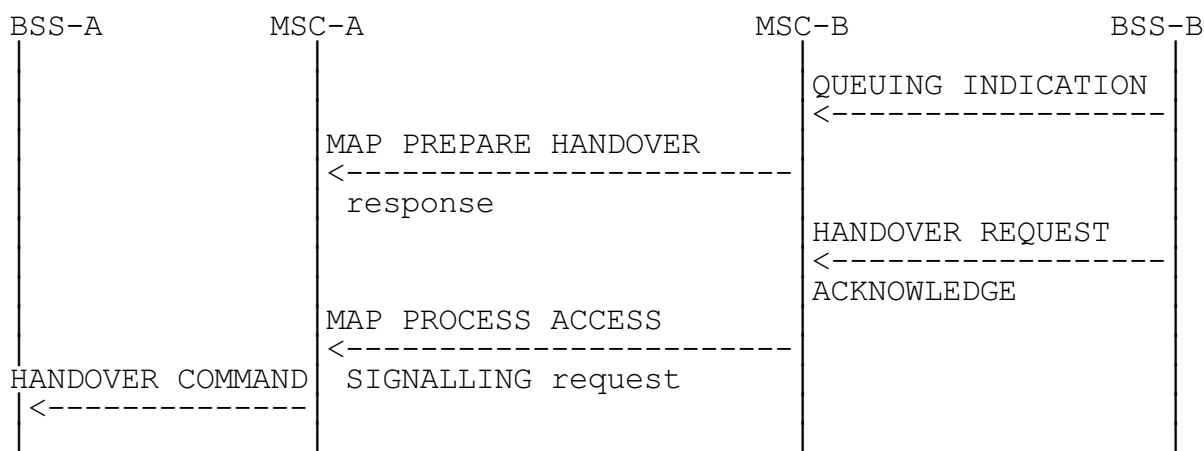 BSS-A MSC-A MSC-B BSS-B
QUEUING INDICATION
MAP PREPARE HANDOVER
response
HANDOVER REQUEST
ACKNOWLEDGE
MAP PROCESS ACCESS
HANDOVER COMMAND SIGNALLING request